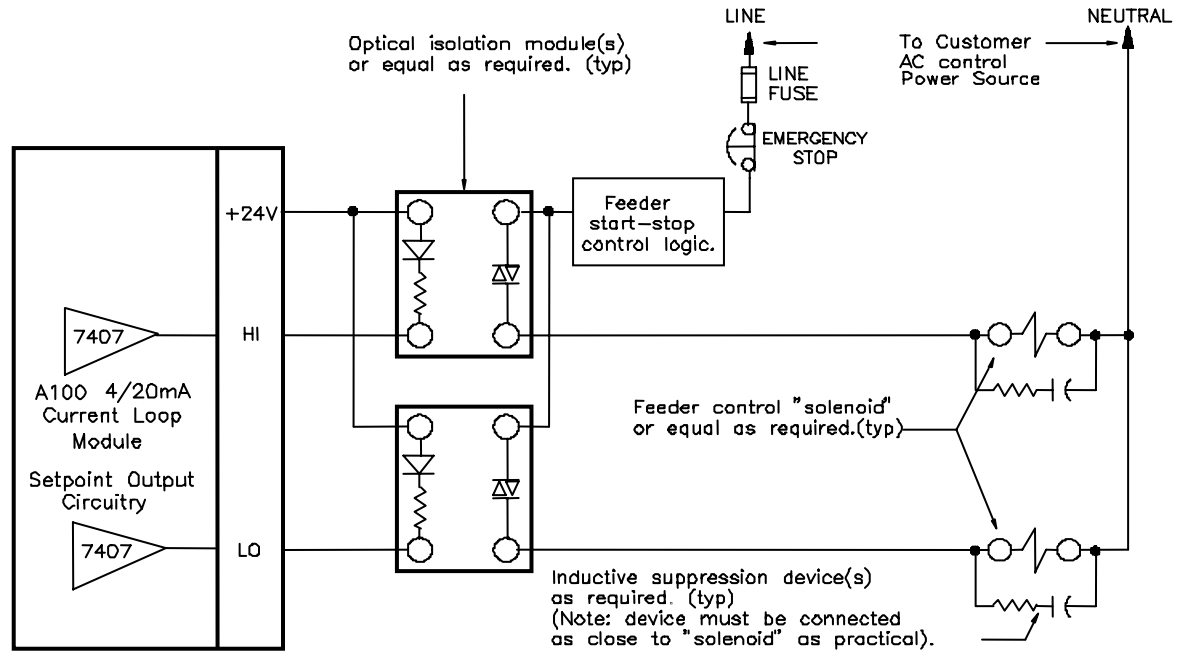 LINE
NEUTRAL
Optical isolation module(s)
or equal as required. (typ)
To Customer
AC control
Power Source
LINE
FUSE
EMERGENCY
STOP
+24V
Feeder
start-stop
control logic.
7407
HI
A100 4/20mA
Current Loop
Module
Feeder control "solenoid"
or equal as required.(typ)
Setpoint Output
Circuitry
7407
LO
Inductive suppression device(s)
as required. (typ)
(Note: device must be connected
as close to "solenoid" as practical).